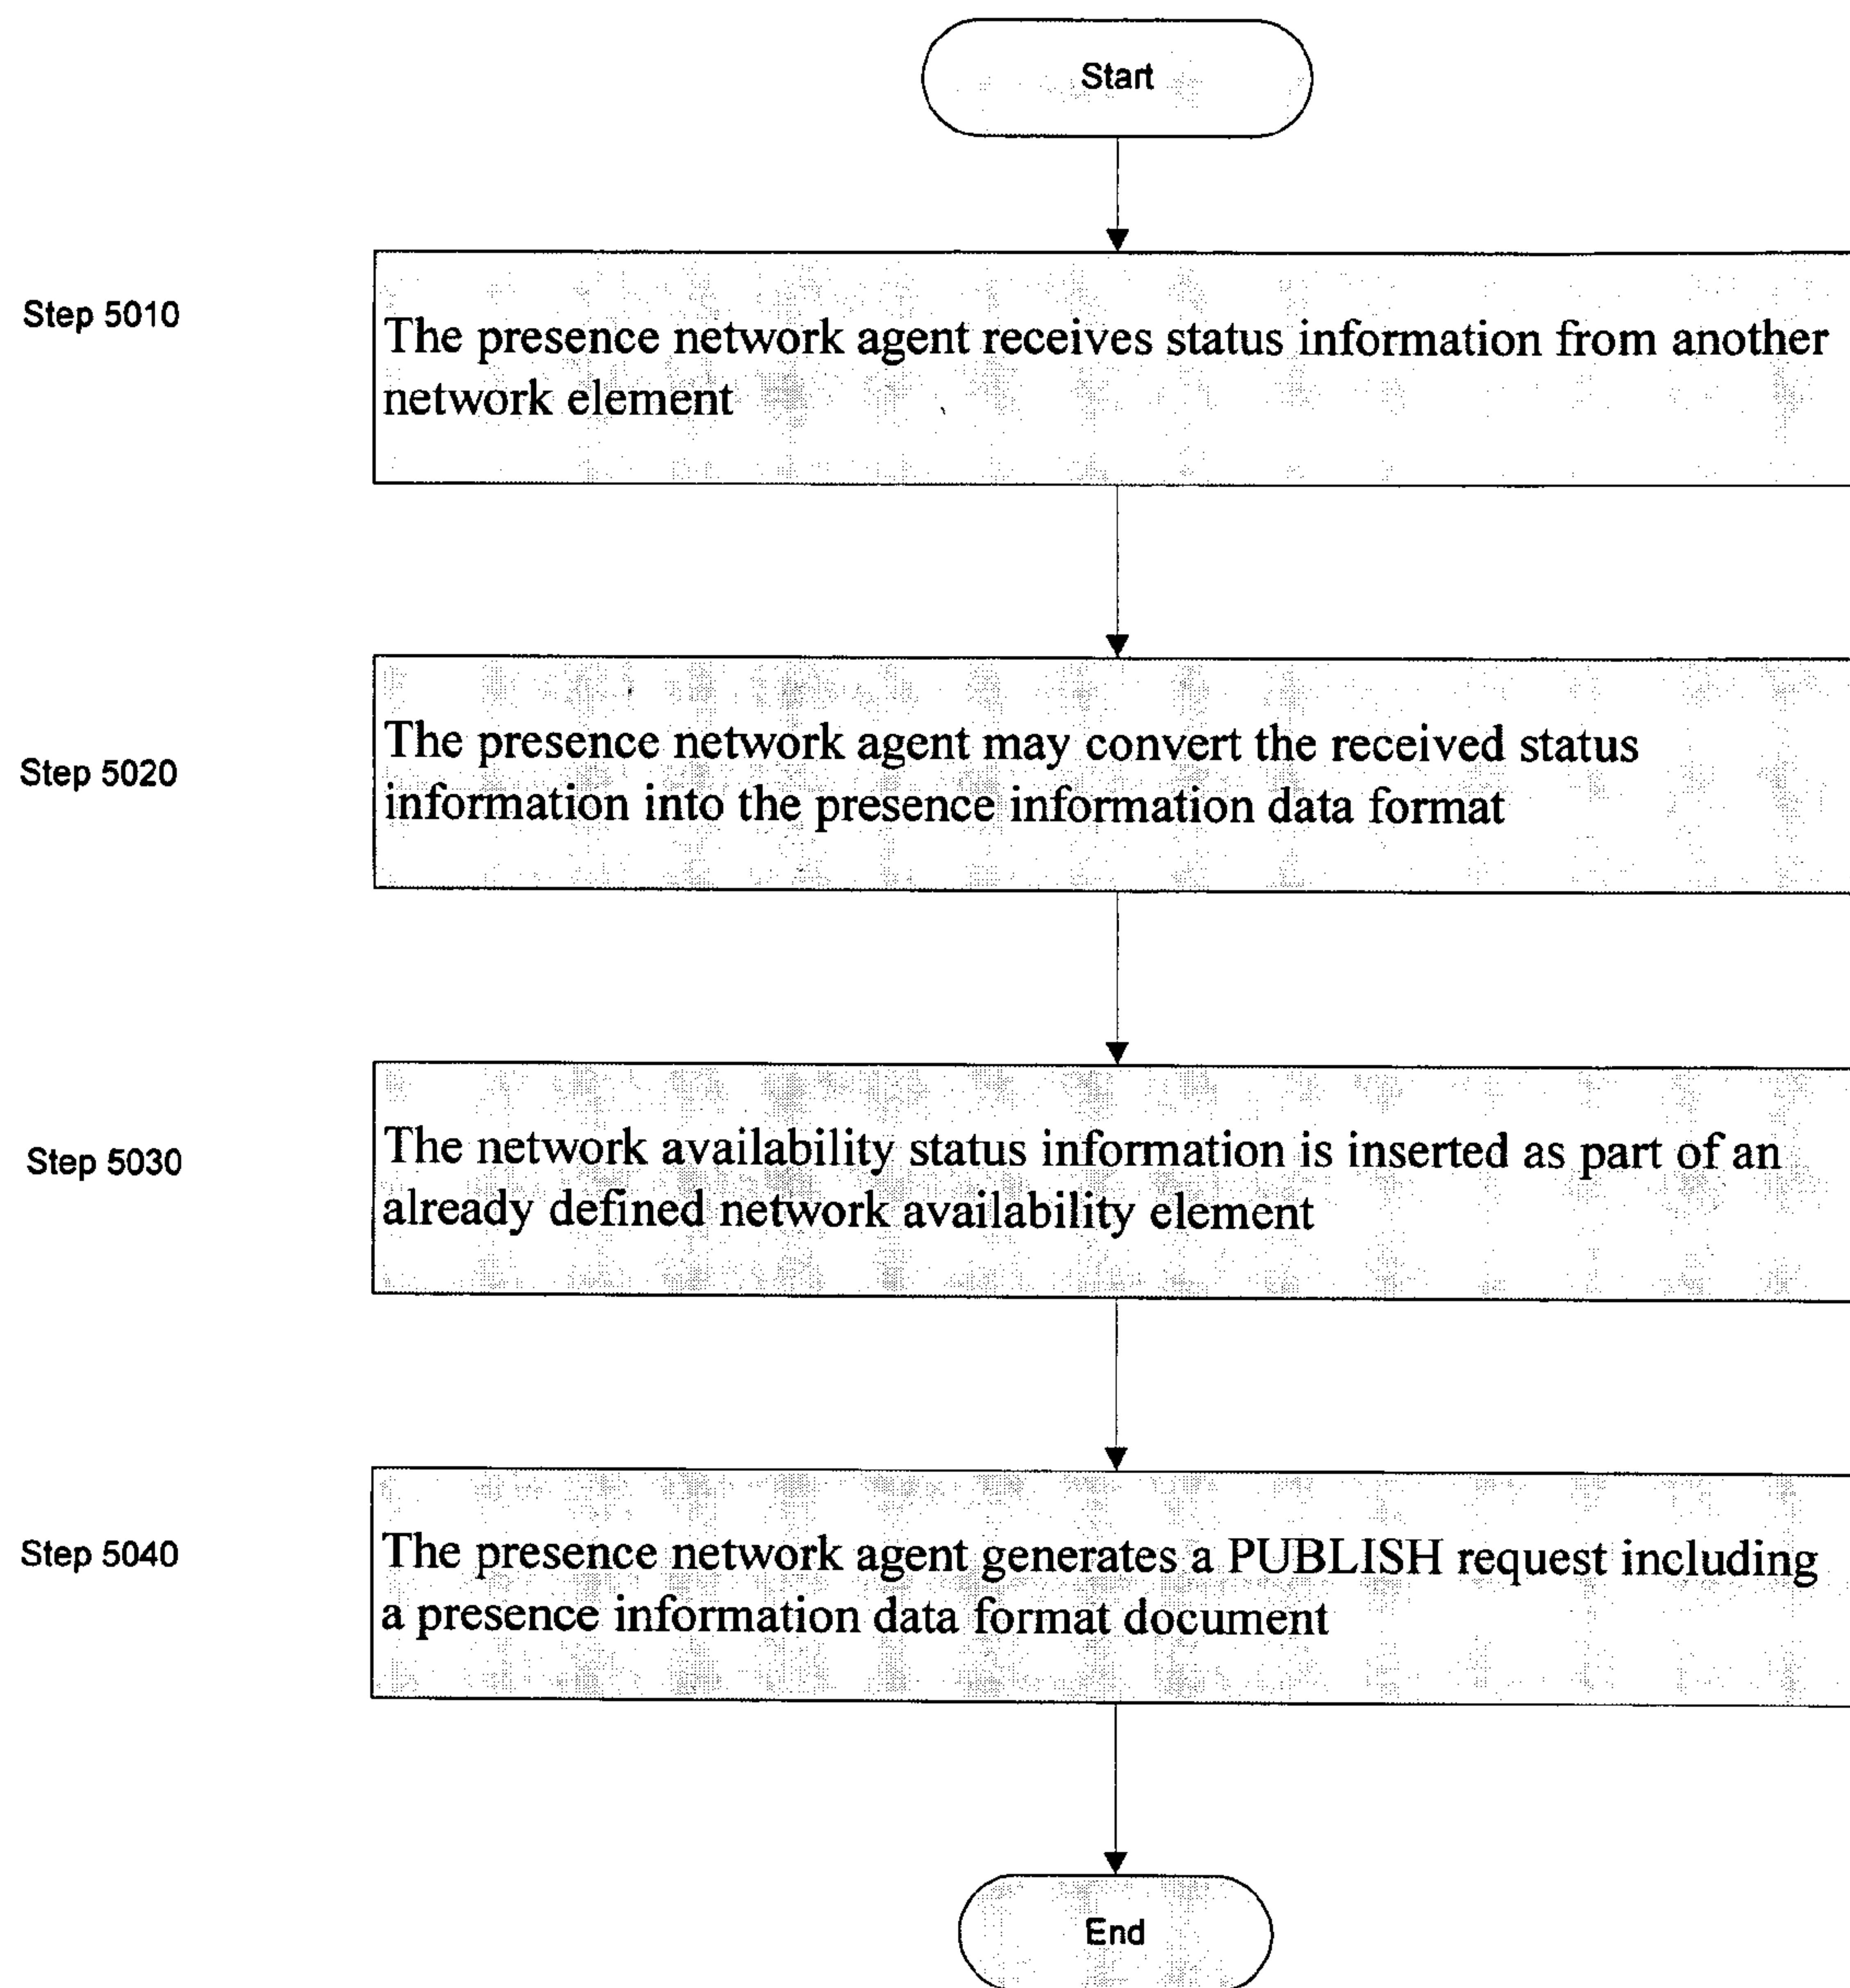 Start
Step 5010
The presence network agent receives status information from another
network element
Step 5020
The presence network agent may convert the received status
information into the presence information data format
Step 5030
The network availability status information is inserted as part of an
already defined network availability element
Step 5040
The presence network agent generates a PUBLISH request including
a presence information data format document
End